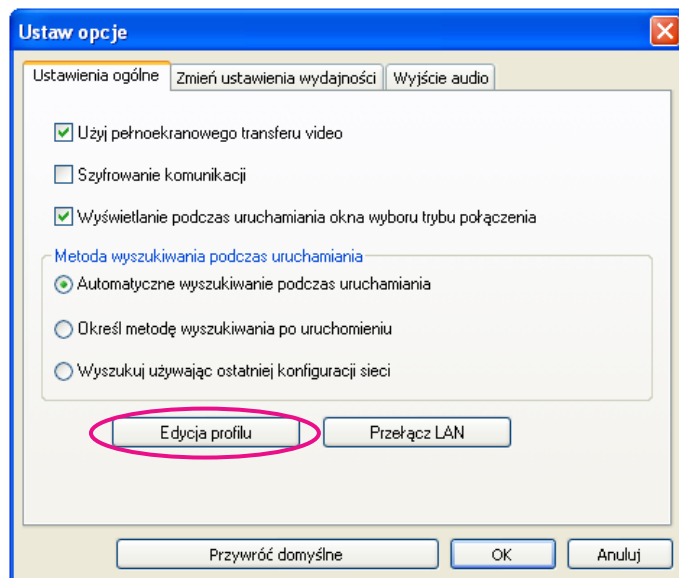 Ustaw opcje
Ustawienia ogólne Zmień ustawienia wydajności Wyjście audio
Użyj pełnoekranowego transferu video
Szyfrowanie komunikacji
Wyświetlanie podczas uruchamiania okna wyboru trybu połączenia
Metoda wyszukiwania podczas uruchamiania
Automatyczne wyszukiwanie podczas uruchamiania
Określ metodę wyszukiwania po uruchomieniu
Wyszukuj używając ostatniej konfiguracji sieci
Edycja profilu Przełącz LAN
Przywróć domyślne OK Anuluj